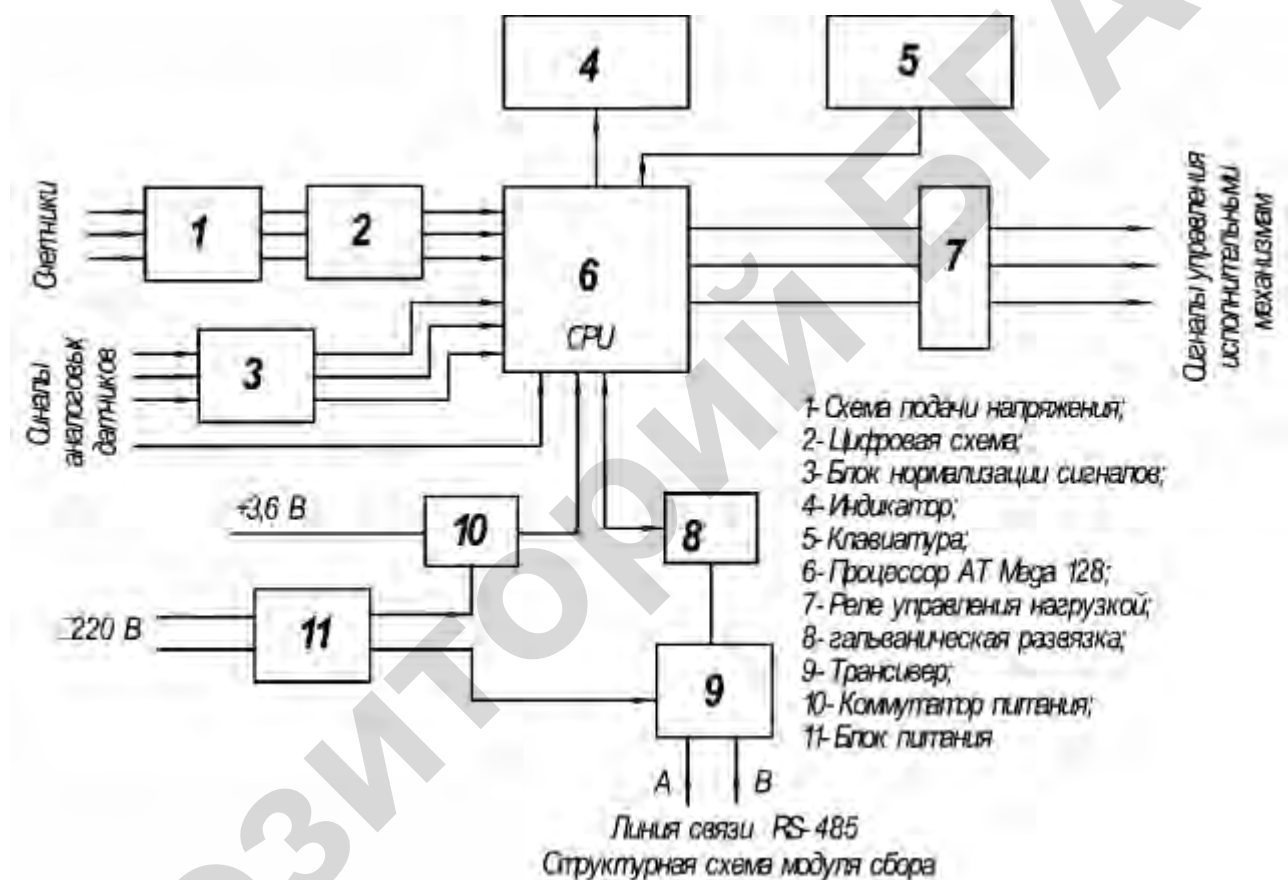 4
5
Счетчики
1
2
6
CPU
7
Сигналы управления
исполнительными
механизмам
Синалы
аналоговых
датчиков
3
1- Схема подачи напряжения;
2- Цифровая схема;
3- Блок нормализации сигналов;
4- Индикатор;
5- Клавиатура;
6- Процессор AT Mega 128;
7- Реле управления нагрузкой;
8- гальваническая развязка;
9- Трансивер;
10- Коммутатор питания;
11- Блок питания
+3,6 В
10
8
220 В
11
9
А В
Линия связи RS-485
Структурная схема модуля сбора
ОЗИТОРИЙ БГА